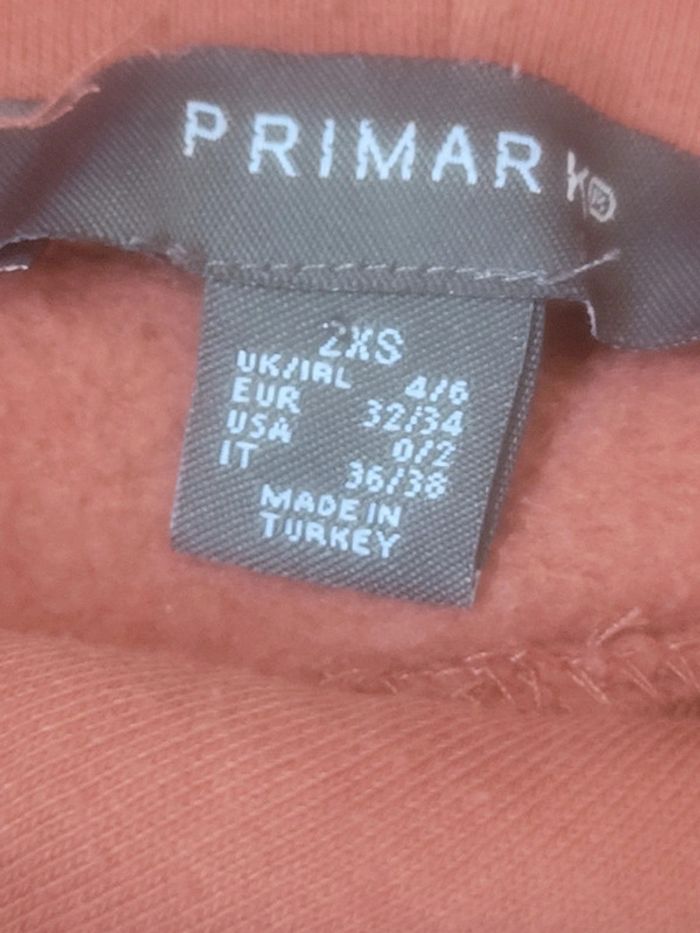 PRIMARK
2XS
UK/IRL 4/6
EUR 32/34
USA 0/2
IT 36/38
MADE IN
TURKEY